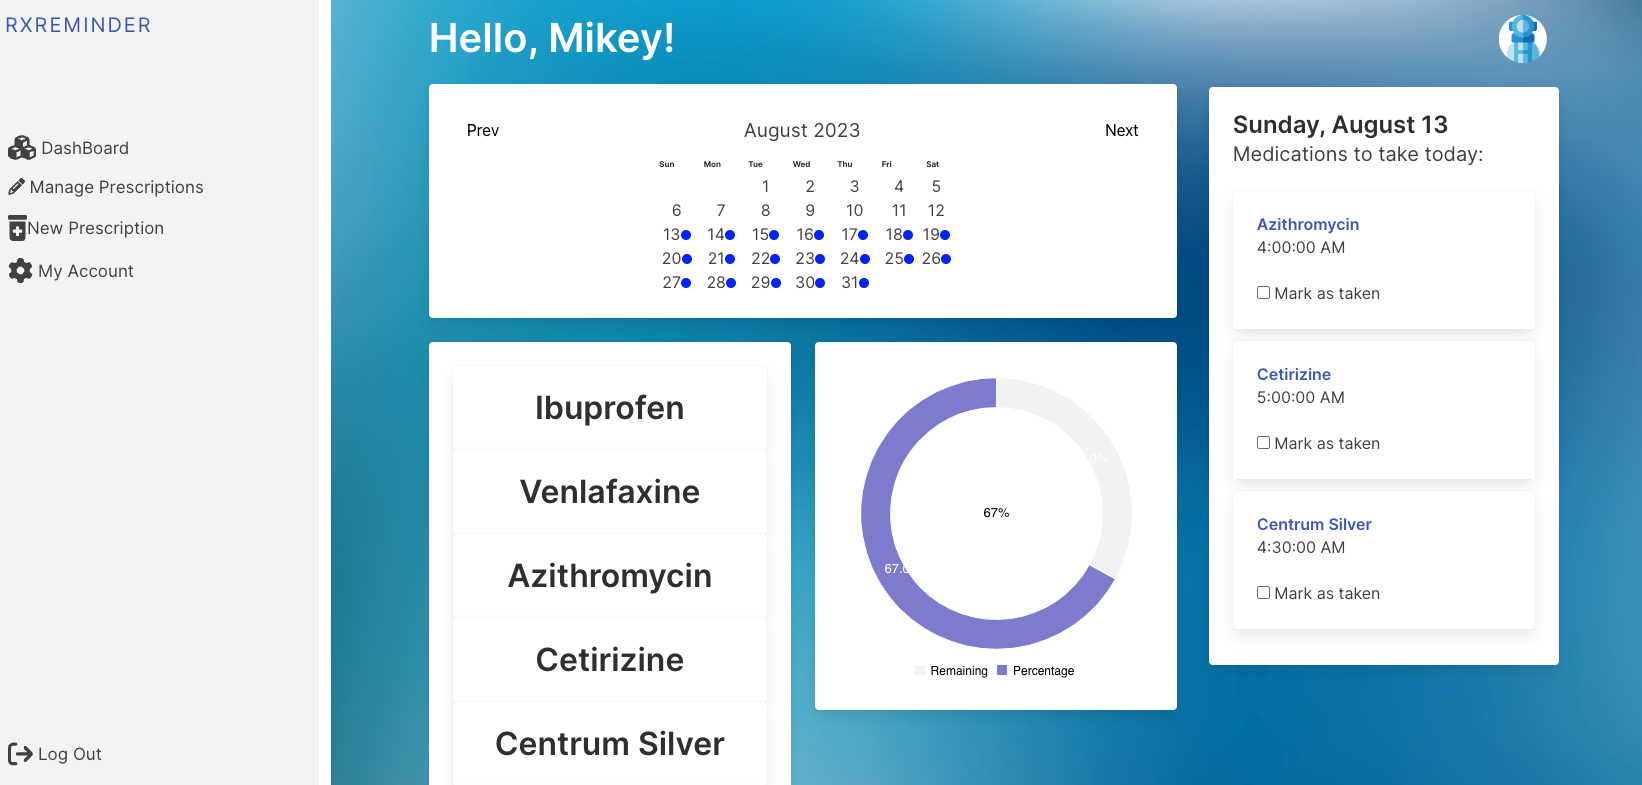 RXREMINDER
DashBoard
Manage Prescriptions
New Prescription
My Account
Log Out
Hello, Mikey!
Prev August 2023 Next
Sun Mon Tue Wed Thu Fri Sat
1 2 3 4 5
6 7 8 9 10 11 12
13 14 15 16 17 18 19
20 21 22 23 24 25 26
27 28 29 30 31
Ibuprofen
Venlafaxine
Azithromycin
Cetirizine
Centrum Silver
67%
Remaining Percentage
Sunday, August 13
Medications to take today:
Azithromycin
4:00:00 AM
Mark as taken
Cetirizine
5:00:00 AM
Mark as taken
Centrum Silver
4:30:00 AM
Mark as taken